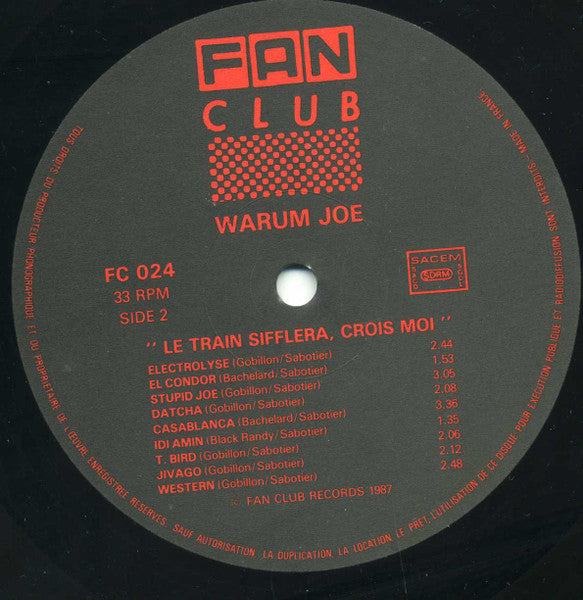 FAN
CLUB
WARUM JOE
FC 024
33 RPM
SIDE 2
SACEM
SDRM
" LE TRAIN SIFFLERA, CROIS MOI "
ELECTROLYSE (Gobillon/Sabotier) 2.44
EL CONDOR (Bachelard/Sabotier) 1.53
STUPID JOE (Gobillon/Sabotier) 3.05
DATCHA (Gobillon/Sabotier) 2.08
CASABLANCA (Bachelard/Sabotier) 3.36
IDI AMIN (Black Randy/Sabotier) 1.35
T. BIRD (Gobillon/Sabotier) 2.06
JIVAGO (Gobillon/Sabotier) 2.12
WESTERN (Gobillon/Sabotier) 2.48
(c) FAN CLUB RECORDS 1987
TOUS DROITS DU PRODUCTEUR PHONOGRAPHIQUE ET DU PROPRIETAIRE DE L'ŒUVRE ENREGISTREE RESERVES. SAUF AUTORISATION LA DUPLICATION, LA LOCATION LE PRET, L'UTILISATION DE CE DISQUE POUR EXECUTION PUBLIQUE ET RADIODIFFUSION SONT INTERDITS - MADE IN FRANCE